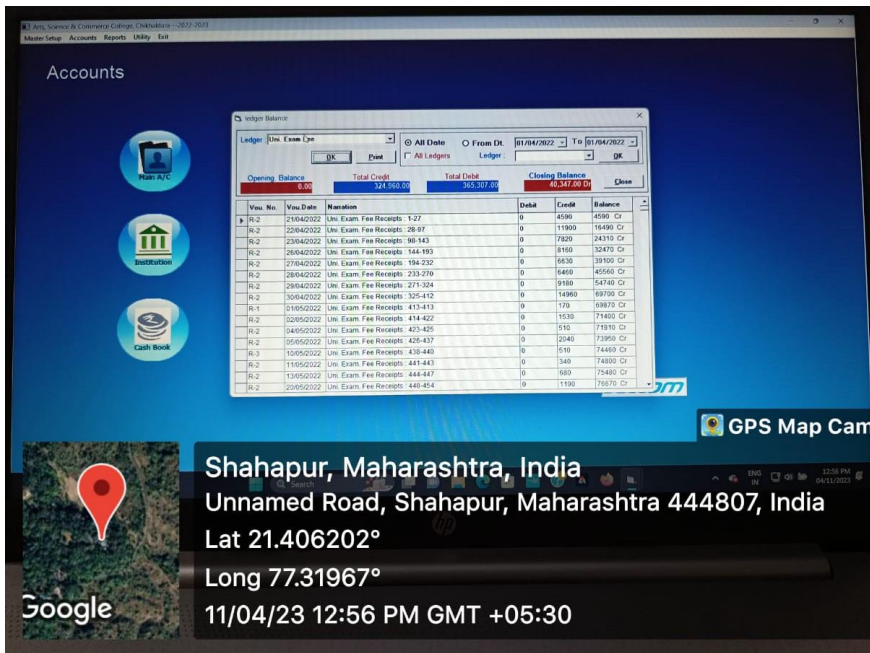 Arts, Science & Commerce College, Chikhaldara ---2022-2023
Master Setup Accounts Reports Utility Exit
Accounts
Main A/C
Institution
Cash Book
ledger Balance
Ledger Uni. Exam Fee
OK Print
All Date From Dt. 01/04/2022 To 01/04/2022
All Ledgers Ledger : OK
Opening Balance Total Credit Total Debit Closing Balance
0.00 324,960.00 365,307.00 40,347.00 Dr Close
Vou. No. Vou.Date Narration Debit Credit Balance
R-2 21/04/2022 Uni. Exam. Fee Receipts : 1-27 0 4590 4590 Cr
R-2 22/04/2022 Uni. Exam. Fee Receipts : 28-97 0 11900 16490 Cr
R-2 23/04/2022 Uni. Exam. Fee Receipts : 98-143 0 7820 24310 Cr
R-2 26/04/2022 Uni. Exam. Fee Receipts : 144-193 0 8160 32470 Cr
R-2 27/04/2022 Uni. Exam. Fee Receipts : 194-232 0 6630 39100 Cr
R-2 28/04/2022 Uni. Exam. Fee Receipts : 233-270 0 6460 45560 Cr
R-2 29/04/2022 Uni. Exam. Fee Receipts : 271-324 0 9180 54740 Cr
R-2 30/04/2022 Uni. Exam. Fee Receipts : 325-412 0 14960 69700 Cr
R-1 01/05/2022 Uni. Exam. Fee Receipts : 413-413 0 170 69870 Cr
R-2 02/05/2022 Uni. Exam. Fee Receipts : 414-422 0 1530 71400 Cr
R-2 04/05/2022 Uni. Exam. Fee Receipts : 423-425 0 510 71910 Cr
R-2 05/05/2022 Uni. Exam. Fee Receipts : 426-437 0 2040 73950 Cr
R-3 10/05/2022 Uni. Exam. Fee Receipts : 438-440 0 510 74460 Cr
R-2 11/05/2022 Uni. Exam. Fee Receipts : 441-443 0 340 74800 Cr
R-2 13/05/2022 Uni. Exam. Fee Receipts : 444-447 0 680 75480 Cr
R-2 20/05/2022 Uni. Exam. Fee Receipts : 448-454 0 1190 76670 Cr
GPS Map Cam
Search
ENG
IN
12:56 PM
04/11/2023
hp
Google
Shahapur, Maharashtra, India
Unnamed Road, Shahapur, Maharashtra 444807, India
Lat 21.406202°
Long 77.31967°
11/04/23 12:56 PM GMT +05:30